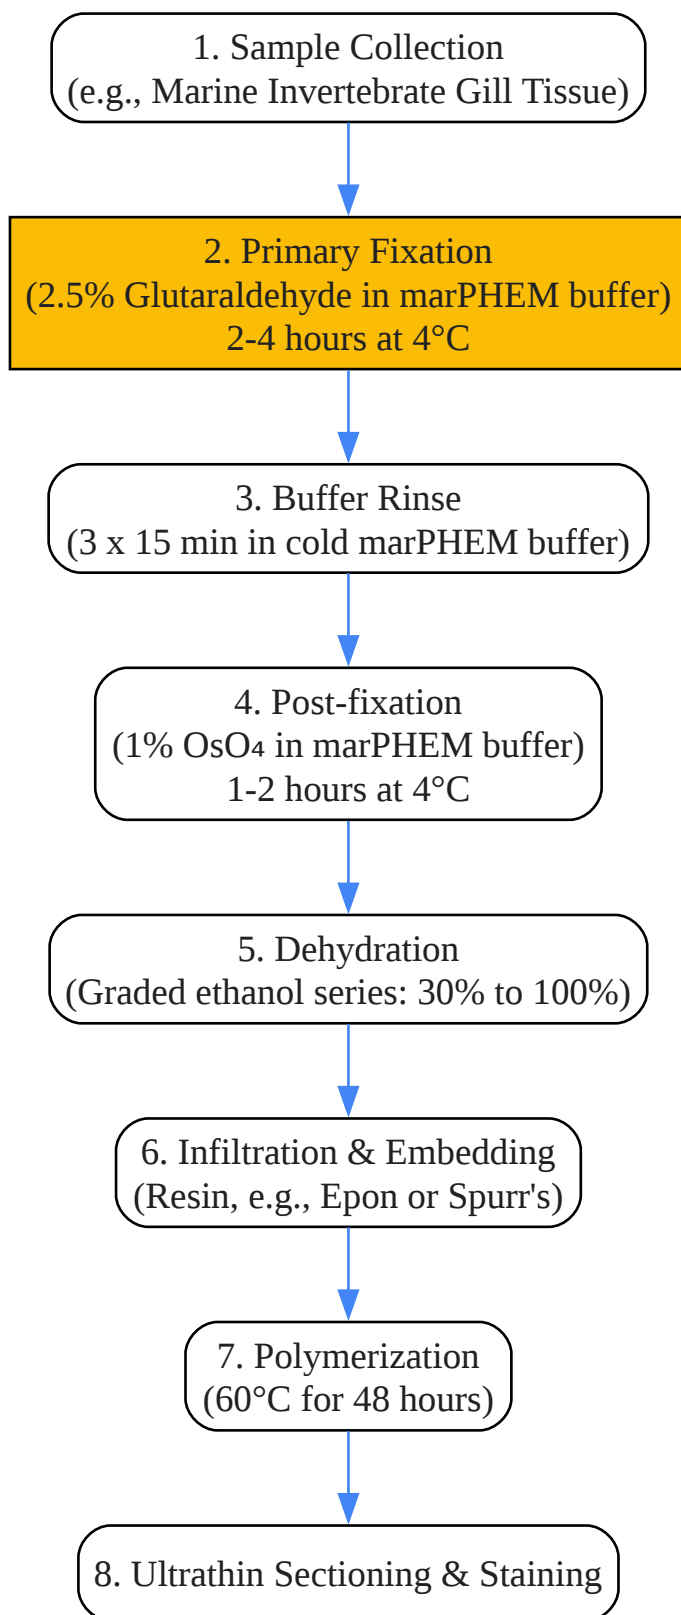 1. Sample Collection
(e.g., Marine Invertebrate Gill Tissue)
2. Primary Fixation
(2.5% Glutaraldehyde in marPHEM buffer)
2-4 hours at 4°C
3. Buffer Rinse
(3 x 15 min in cold marPHEM buffer)
4. Post-fixation
(1% OsO₄ in marPHEM buffer)
1-2 hours at 4°C
5. Dehydration
(Graded ethanol series: 30% to 100%)
6. Infiltration & Embedding
(Resin, e.g., Epon or Spurr's)
7. Polymerization
(60°C for 48 hours)
8. Ultrathin Sectioning & Staining